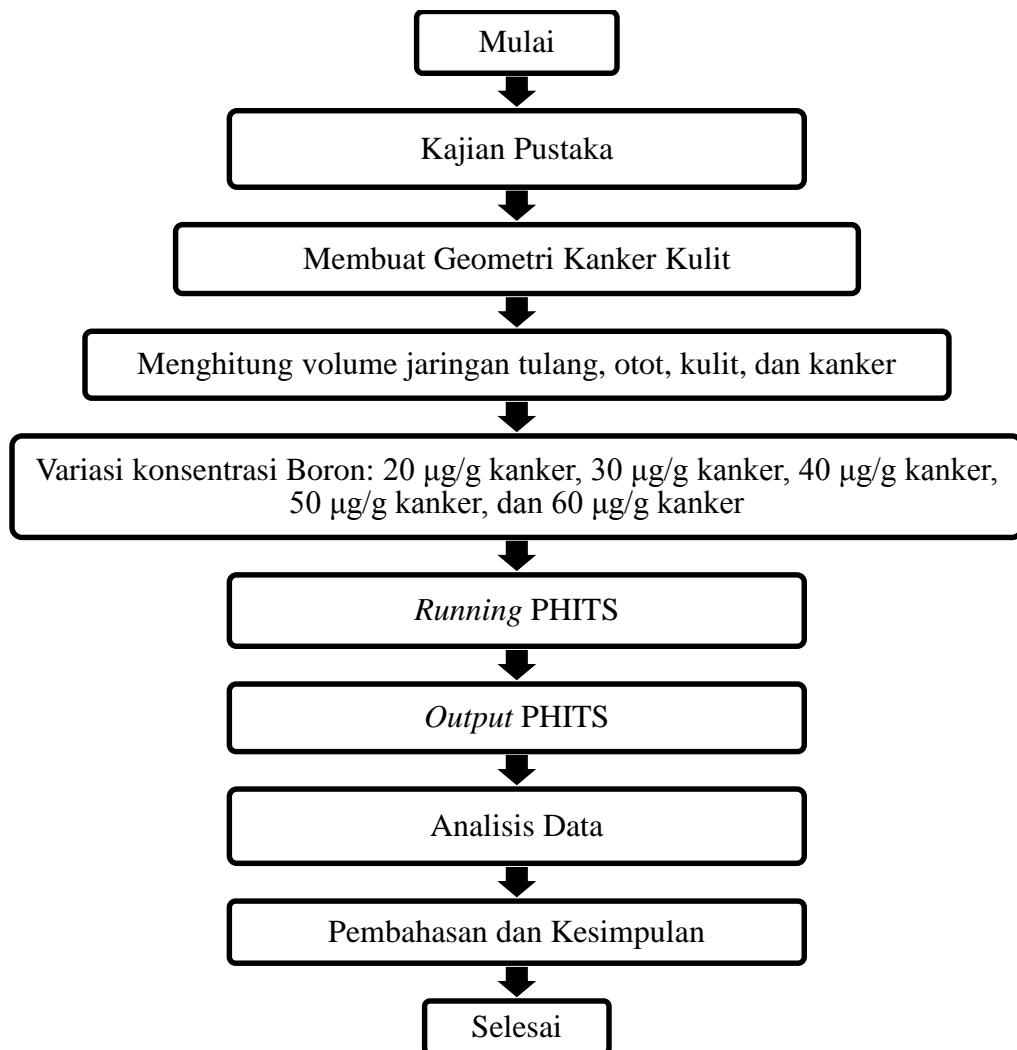 Mulai
Kajian Pustaka
Membuat Geometri Kanker Kulit
Menghitung volume jaringan tulang, otot, kulit, dan kanker
Variasi konsentrasi Boron: 20 μg/g kanker, 30 μg/g kanker, 40 μg/g kanker,
50 μg/g kanker, dan 60 μg/g kanker
Running PHITS
Output PHITS
Analisis Data
Pembahasan dan Kesimpulan
Selesai